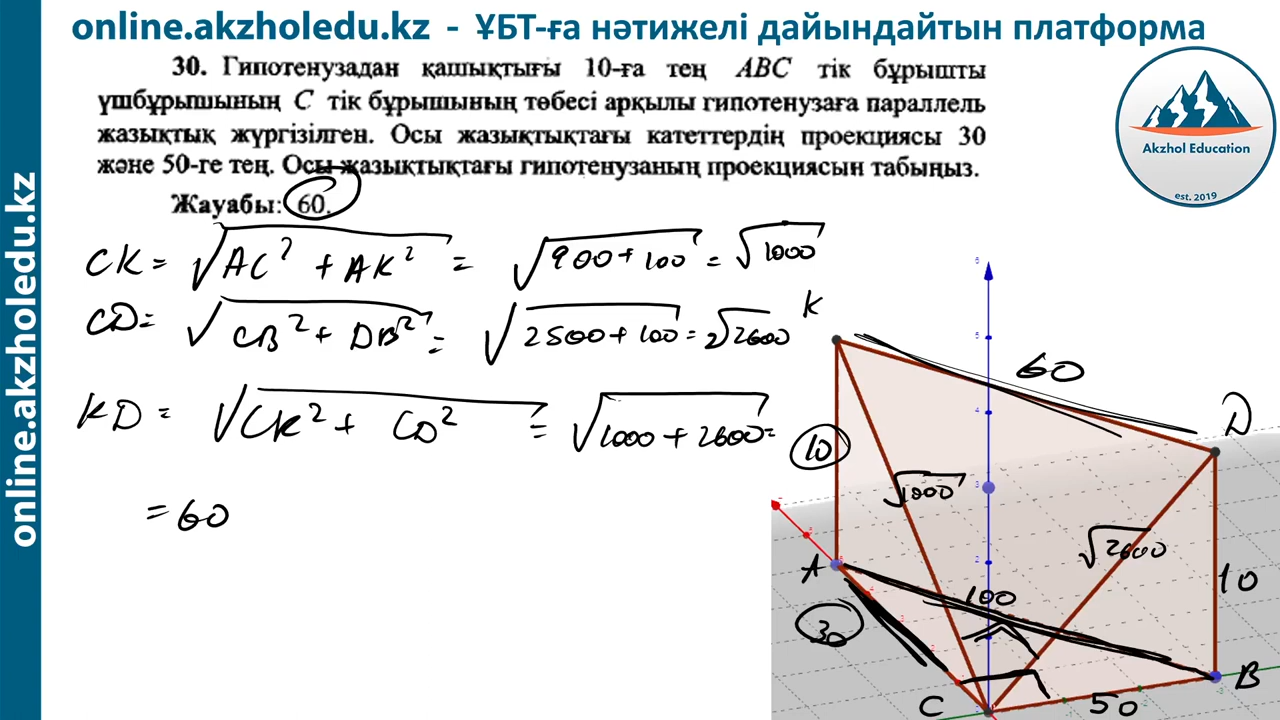 online.akzholedu.kz - ҰБТ-ға нәтижелі дайындайтын платформа
30. Гипотенузадан қашықтығы 10-ға тең ABC тік бұрышты
үшбұрышының C тік бұрышының төбесі арқылы гипотенузаға параллель
жазықтық жүргізілген. Осы жазықтықтағы катеттердің проекциясы 30
және 50-ге тең. Осы жазықтықтағы гипотенузаның проекциясын табыңыз.
Жауабы: 60.
Akzhol Education
est. 2019
online.akzholedu.kz
CK = √AC² + AK² = √900 + 100 = √1000
CD = √CB² + DB² = √2500 + 100 = √2600
KD = √CK² + CD² = √1000 + 2600 =
= 60
K
60
D
10
√1000
√2600
A
100
10
30
B
C
50